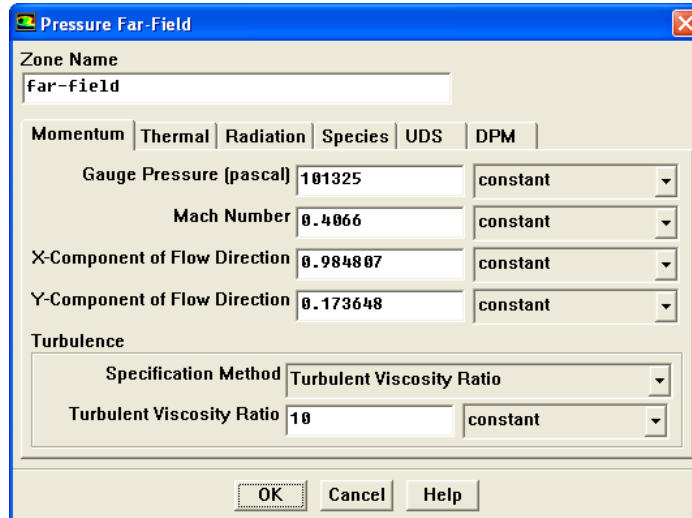 Pressure Far-Field
Zone Name
far-field
Momentum Thermal Radiation Species UDS DPM
Gauge Pressure (pascal) 101325 constant
Mach Number 0.4066 constant
X-Component of Flow Direction 0.984807 constant
Y-Component of Flow Direction 0.173648 constant
Turbulence
Specification Method Turbulent Viscosity Ratio
Turbulent Viscosity Ratio 10 constant
OK Cancel Help